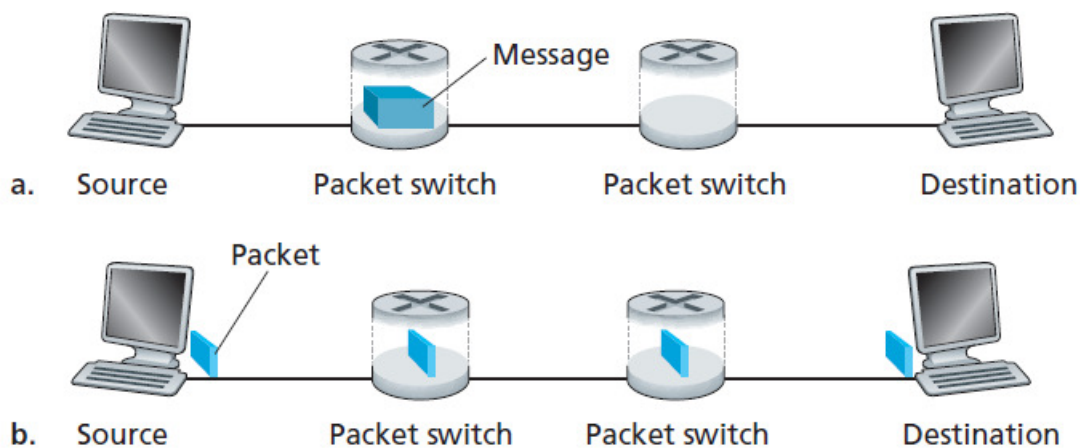 Message
a. Source Packet switch Packet switch Destination
Packet
b. Source Packet switch Packet switch Destination